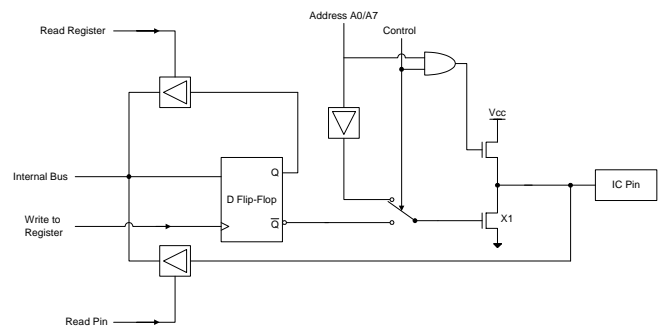 Address A0/A7
Read Register
Control
Vcc
Internal Bus
Q
IC Pin
D Flip-Flop
Write to
Register
Q̅
X1
Read Pin